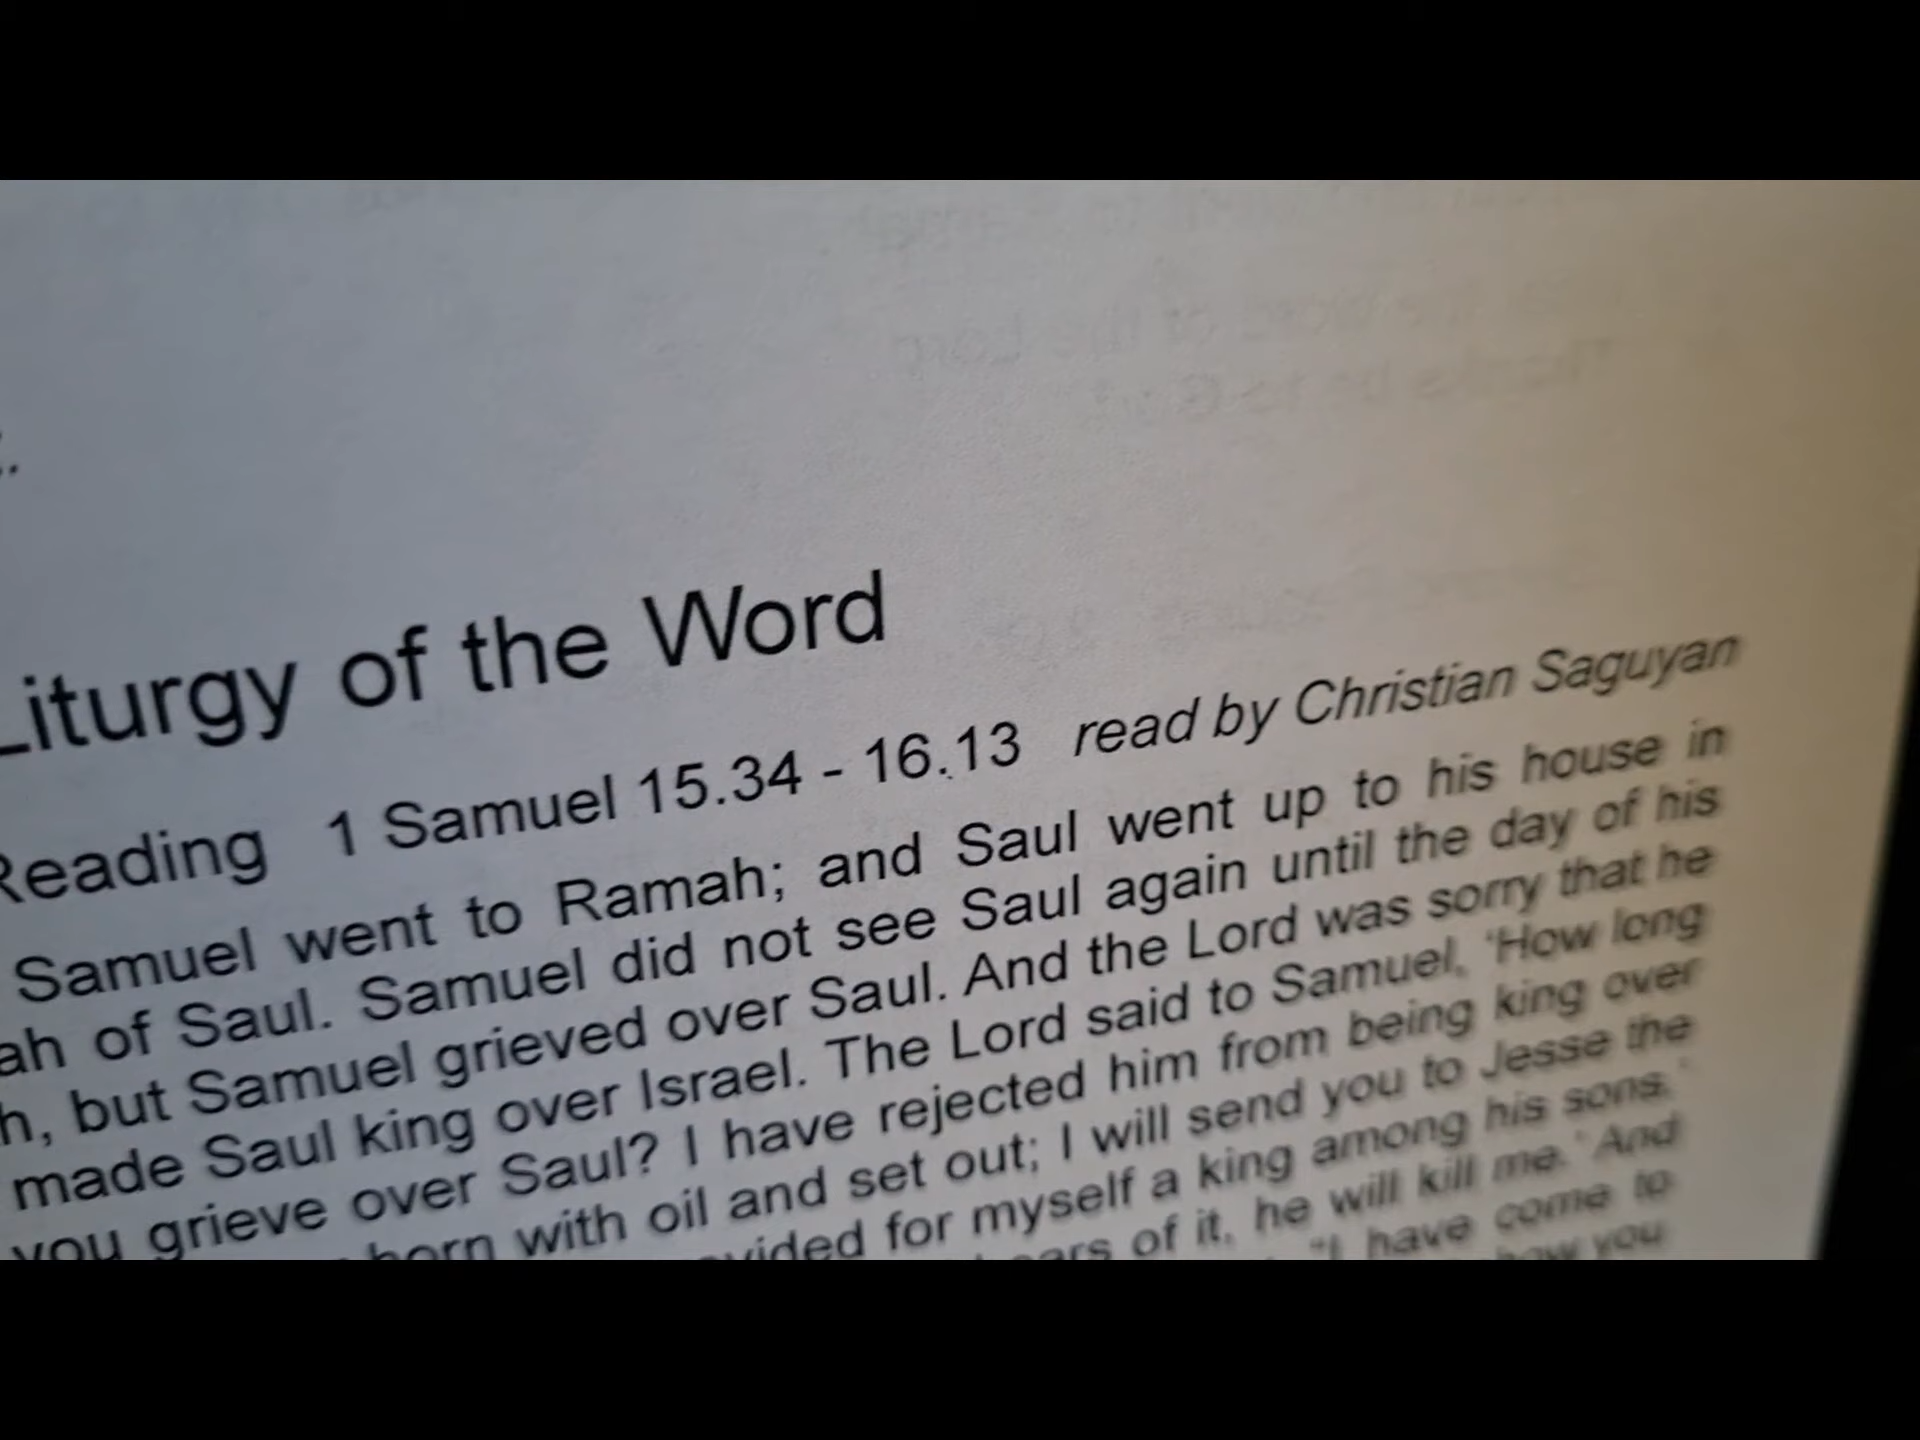 Liturgy of the Word
Reading 1 Samuel 15.34 - 16.13 read by Christian Saguyan
Samuel went to Ramah; and Saul went up to his house in
ah of Saul. Samuel did not see Saul again until the day of his
h, but Samuel grieved over Saul. And the Lord was sorry that he
made Saul king over Israel. The Lord said to Samuel, ‘How long
you grieve over Saul? I have rejected him from being king over
horn with oil and set out; I will send you to Jesse the
vided for myself a king among his sons.’
ears of it, he will kill me.’ And
“I have come to
how you